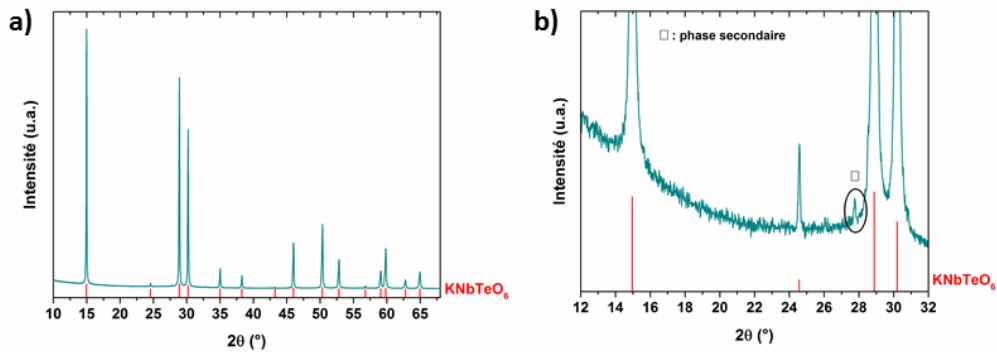 a)
Intensité (u.a.)
KNbTeO₆
10 15 20 25 30 35 40 45 50 55 60 65
2θ (°)
b)
□ : phase secondaire
□
Intensité (u.a.)
KNbTeO₆
12 14 16 18 20 22 24 26 28 30 32
2θ (°)